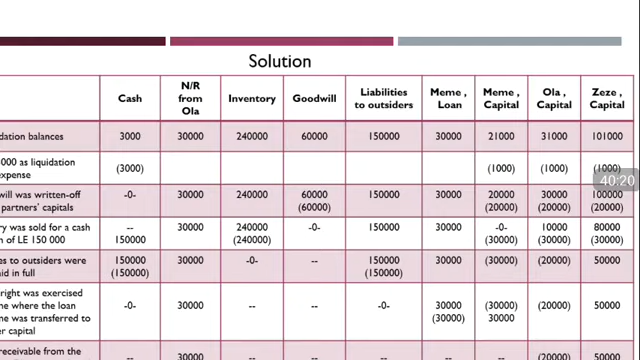 Solution
Cash N/R from Ola Inventory Goodwill Liabilities to outsiders Meme , Loan Meme , Capital Ola , Capital Zeze , Capital
dation balances 3000 30000 240000 60000 150000 30000 21000 31000 101000
000 as liquidation expense (3000) (1000) (1000) (1000)
40:20
will was written-off partners' capitals -0- 30000 240000 60000 (60000) 150000 30000 20000 (20000) 30000 (20000) 100000 (20000)
ry was sold for a cash n of LE 150 000 -- 150000 30000 240000 (240000) -0- 150000 30000 -0- (30000) 10000 (30000) 80000 (30000)
es to outsiders were aid in full 150000 (150000) 30000 -0- -- 150000 (150000) 30000 (30000) (20000) 50000
right was exercised me where the loan me was transferred to er capital -0- 30000 -- -- -0- 30000 (30000) (30000) 30000 (20000) 50000
receivable from the -- 30000 -- -- -- -- -- (20000) 50000